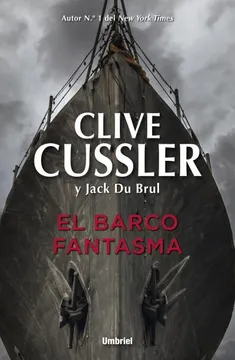 Autor N.º 1 del New York Times
CLIVE
CUSSLER
y Jack Du Brul
EL BARCO
FANTASMA
Umbriel